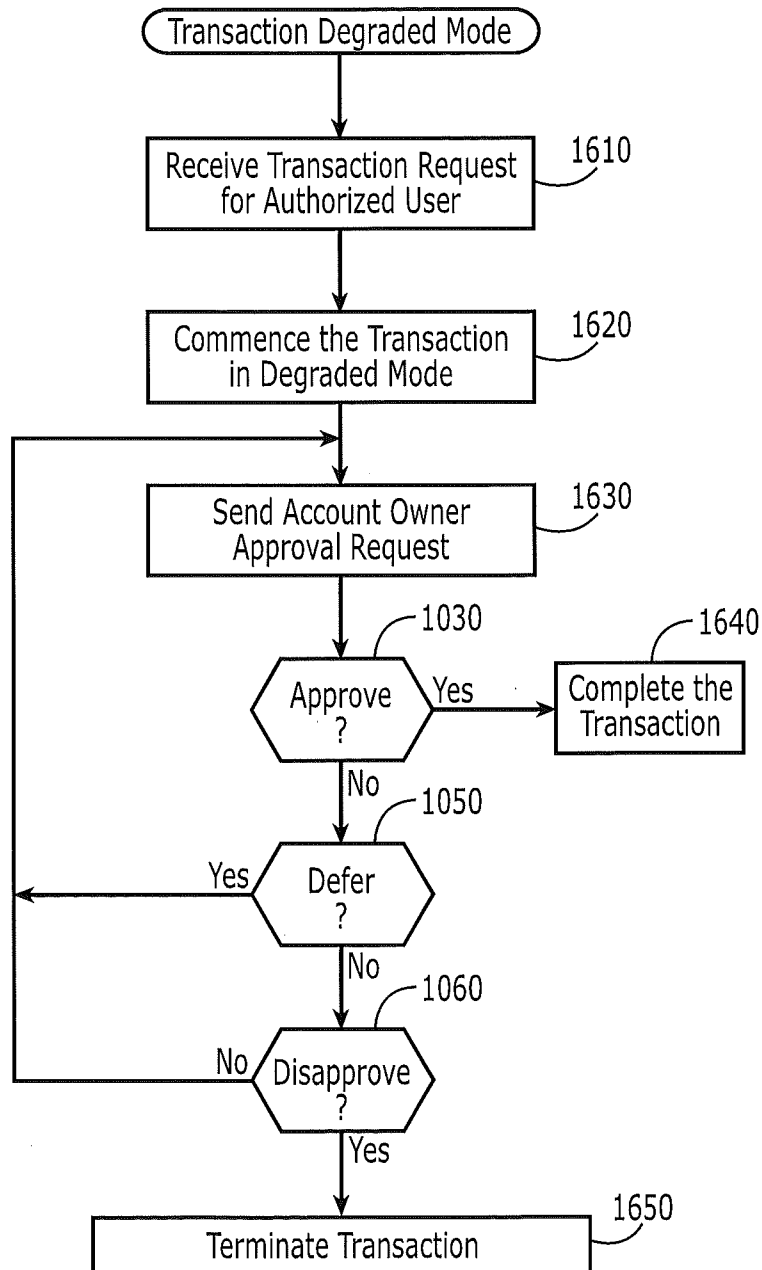 Transaction Degraded Mode
Receive Transaction Request
for Authorized User
1610
Commence the Transaction
in Degraded Mode
1620
Send Account Owner
Approval Request
1630
Approve
?
1030
Yes
Complete the
Transaction
1640
No
Defer
?
1050
Yes
No
Disapprove
?
1060
No
Yes
Terminate Transaction
1650